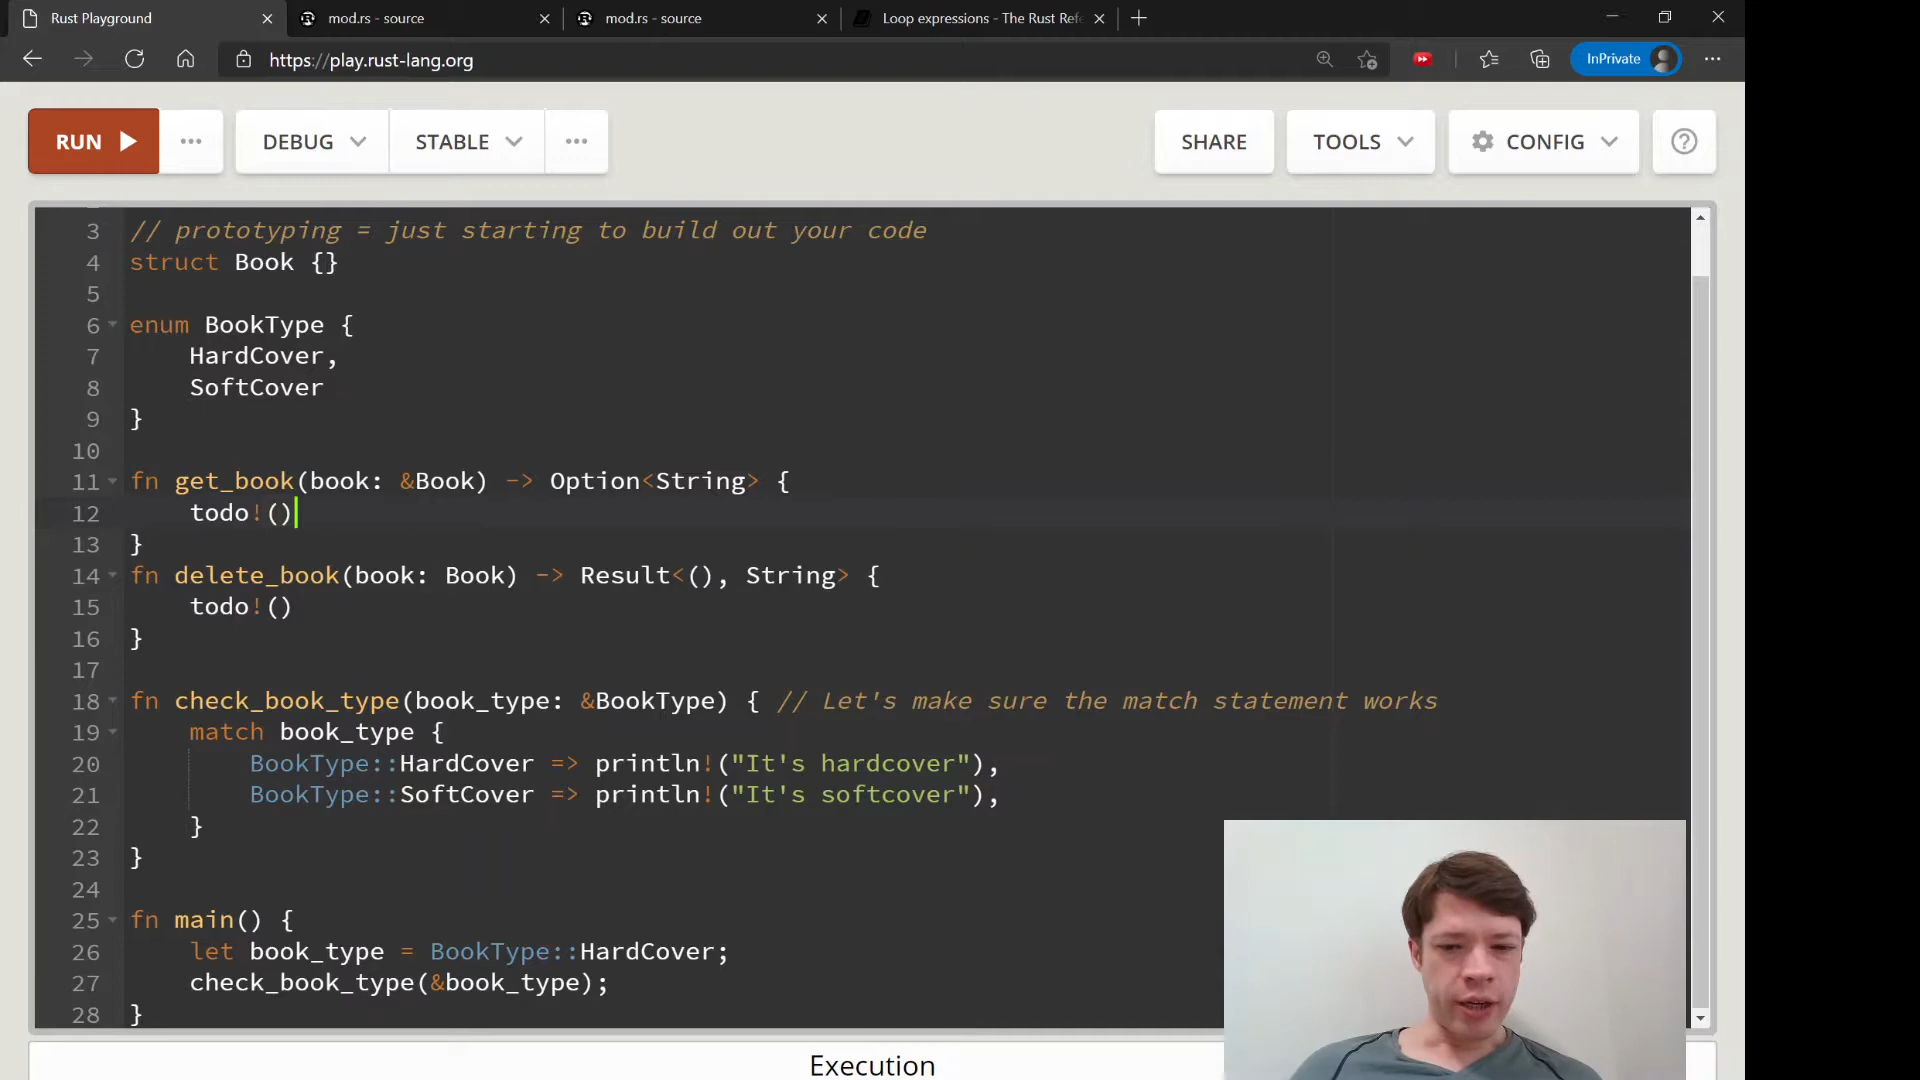 Rust Playground
mod.rs - source
mod.rs - source
Loop expressions - The Rust Refe
https://play.rust-lang.org
InPrivate
RUN
DEBUG
STABLE
SHARE
TOOLS
CONFIG
3 // prototyping = just starting to build out your code
4 struct Book {}
5
6 enum BookType {
7 HardCover,
8 SoftCover
9 }
10
11 fn get_book(book: &Book) -> Option<String> {
12 todo!()
13 }
14 fn delete_book(book: Book) -> Result<(), String> {
15 todo!()
16 }
17
18 fn check_book_type(book_type: &BookType) { // Let's make sure the match statement works
19 match book_type {
20 BookType::HardCover => println!("It's hardcover"),
21 BookType::SoftCover => println!("It's softcover"),
22 }
23 }
24
25 fn main() {
26 let book_type = BookType::HardCover;
27 check_book_type(&book_type);
28 }
Execution